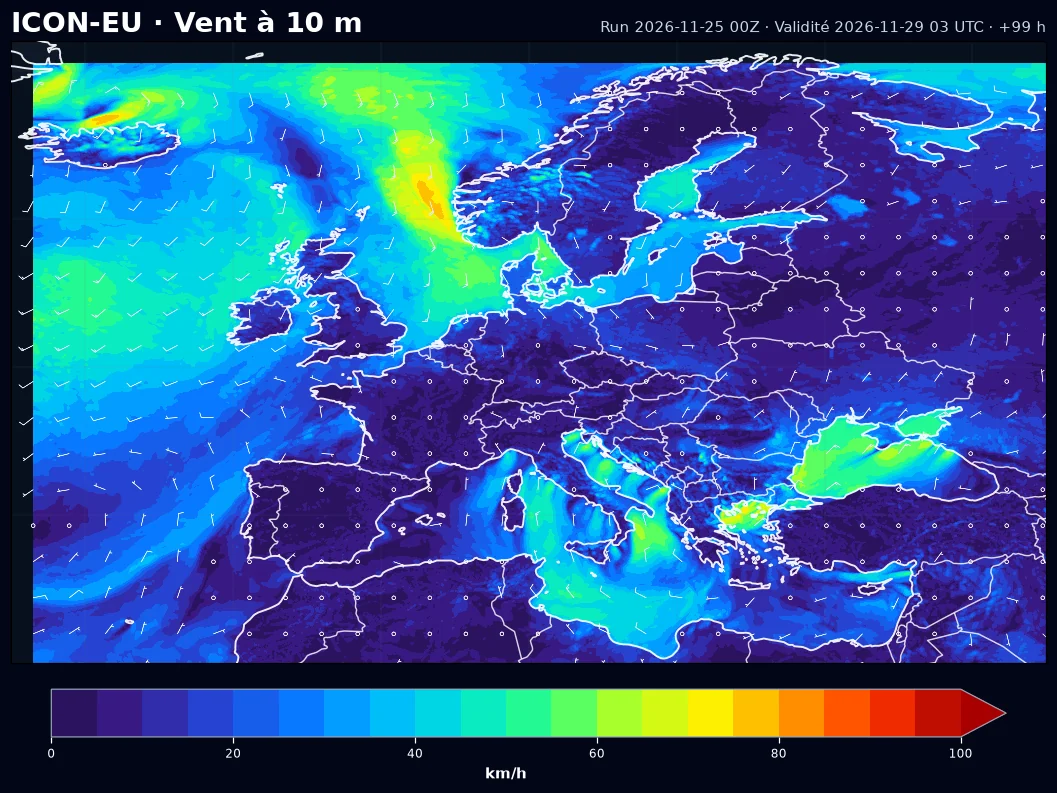 ICON-EU · Vent à 10 m
Run 2026-11-25 00Z · Validité 2026-11-29 03 UTC · +99 h
0 20 40 60 80 100
km/h